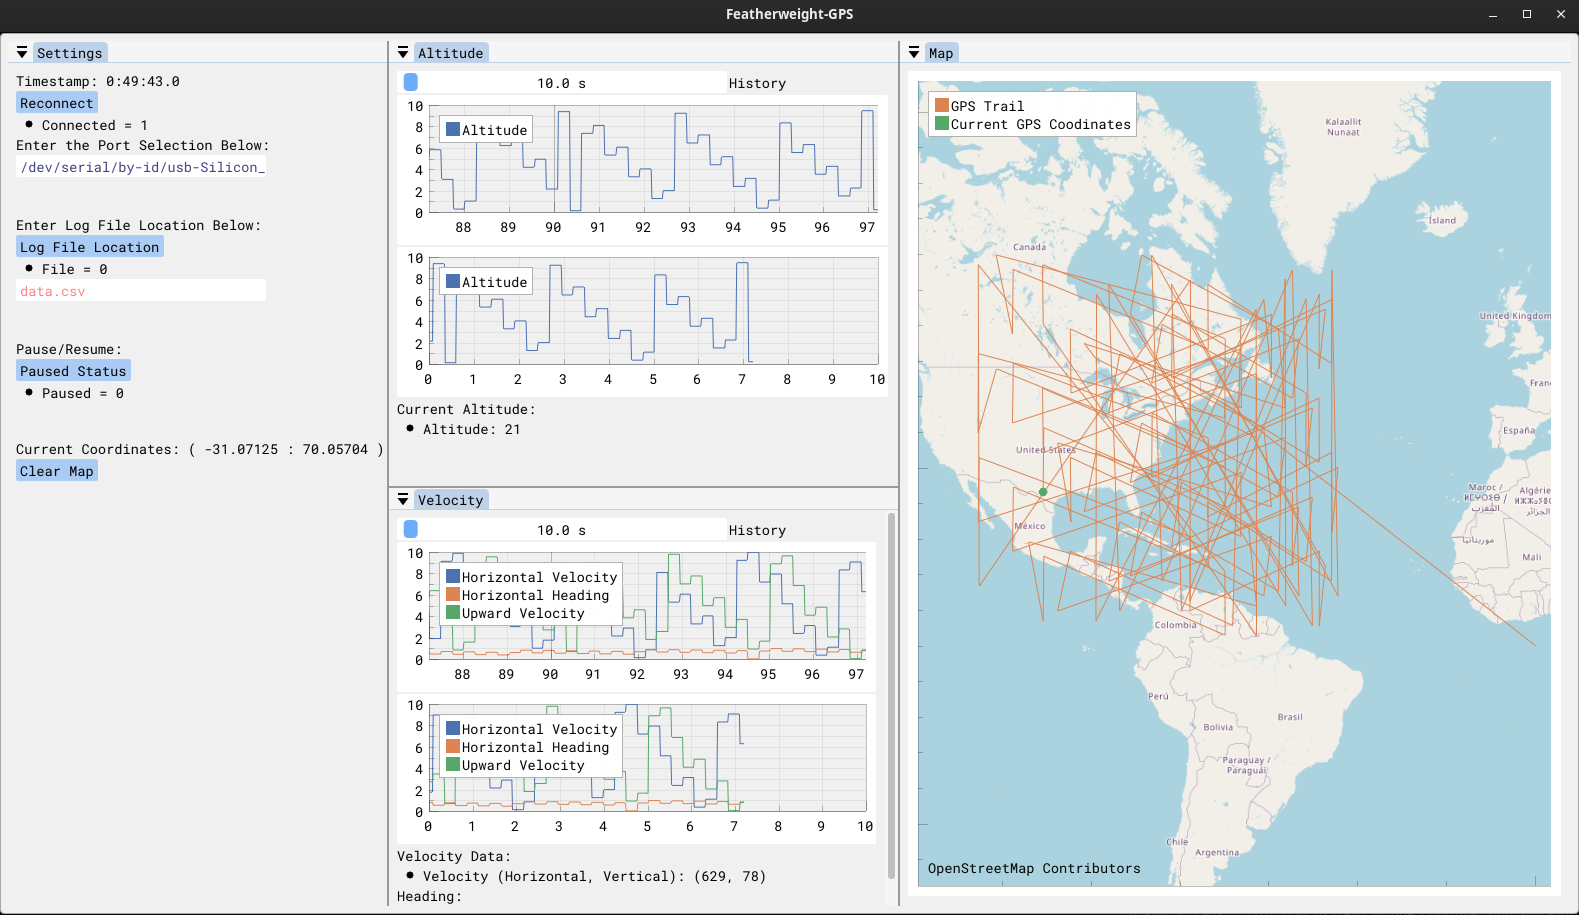 Featherweight-GPS
Settings
Timestamp: 0:49:43.0
Reconnect
Connected = 1
Enter the Port Selection Below:
/dev/serial/by-id/usb-Silicon_
Enter Log File Location Below:
Log File Location
File = 0
data.csv
Pause/Resume:
Paused Status
Paused = 0
Current Coordinates: ( -31.07125 : 70.05704 )
Clear Map
Altitude
10.0 s History
10
8
6
4
2
0
Altitude
88 89 90 91 92 93 94 95 96 97
10
8
6
4
2
0
Altitude
0 1 2 3 4 5 6 7 8 9 10
Current Altitude:
Altitude: 21
Velocity
10.0 s History
10
8
6
4
2
0
Horizontal Velocity
Horizontal Heading
Upward Velocity
88 89 90 91 92 93 94 95 96 97
10
8
6
4
2
0
Horizontal Velocity
Horizontal Heading
Upward Velocity
0 1 2 3 4 5 6 7 8 9 10
Velocity Data:
Velocity (Horizontal, Vertical): (629, 78)
Heading:
Map
GPS Trail
Current GPS Coodinates
Kalaallit
Nunaat
Ísland
Canada
United Kingdom
Fran
España
United States
Maroc /
ⵍⵎⵖⵔⵉⴱ /
المغرب
Algérie
العزائر
México
موريتانيا
Mali
Colombia
Perú
Brasil
Bolivia
Paraguay /
Paraguái
Chile
Argentina
OpenStreetMap Contributors